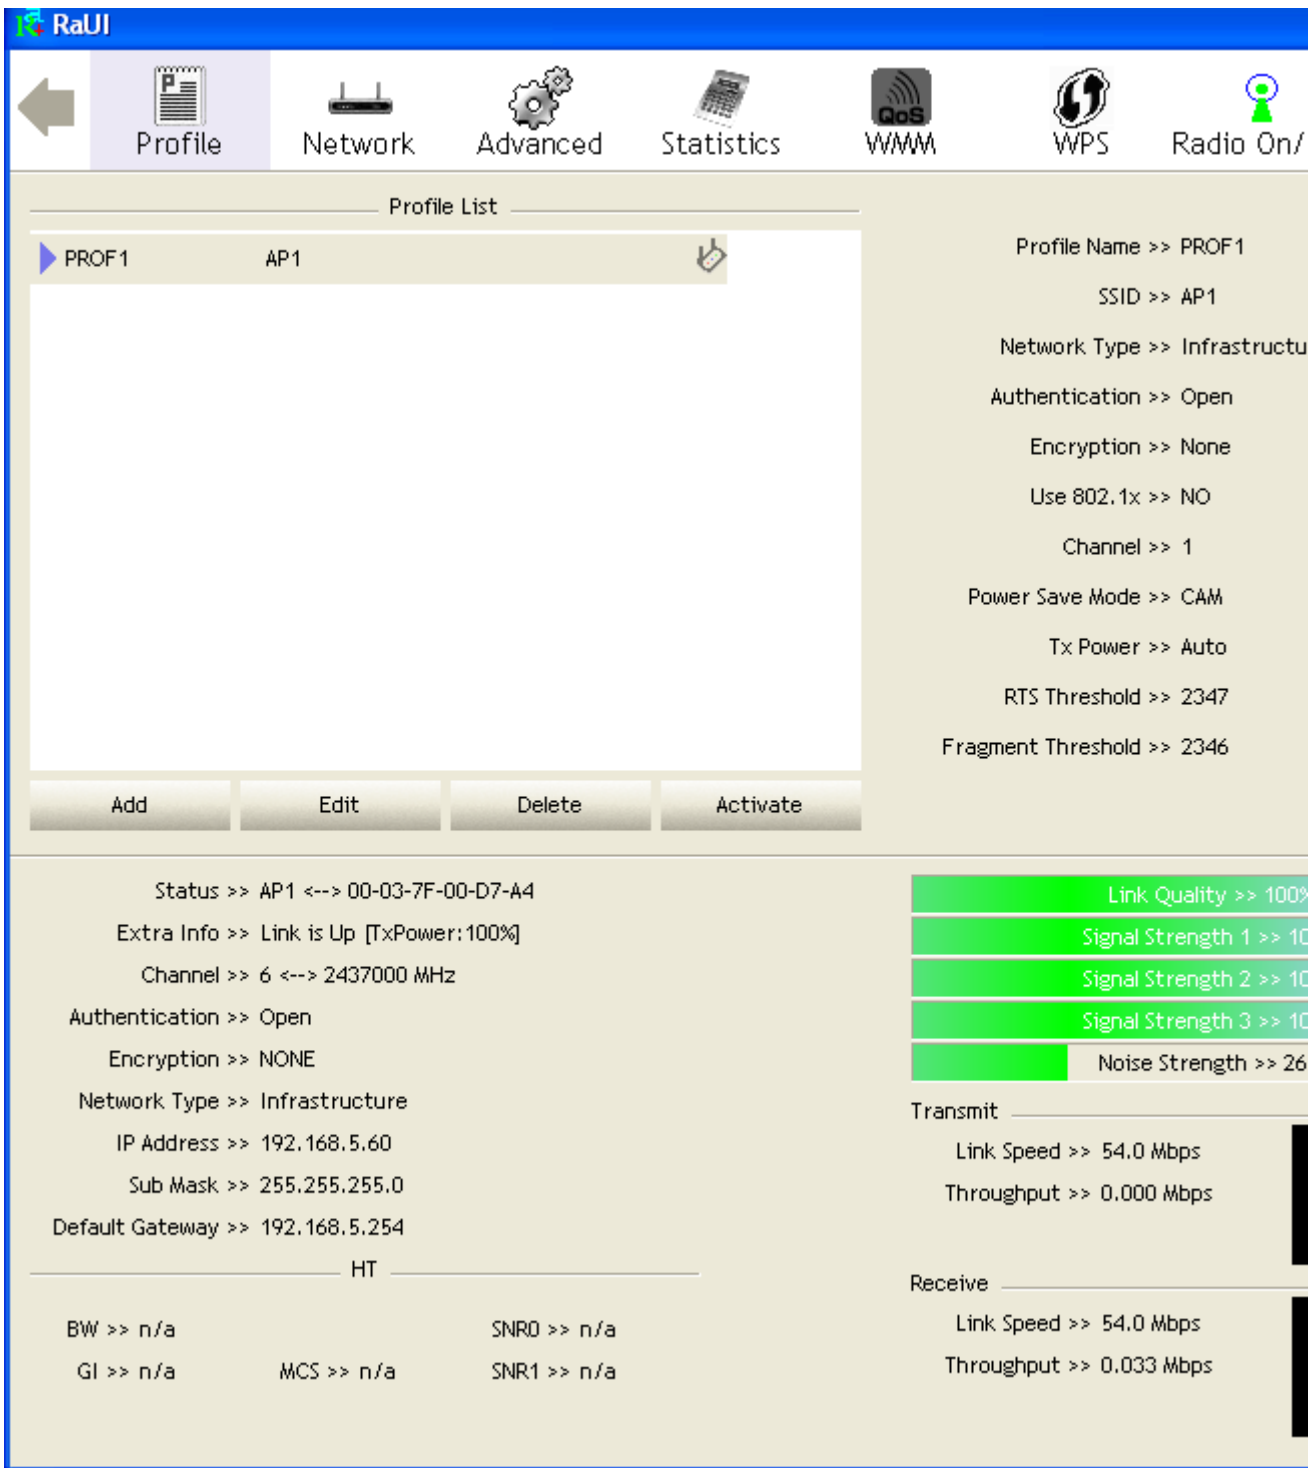 RaUI
Profile
Network
Advanced
Statistics
QoS
WMM
WPS
Radio On/
Profile List
PROF1 AP1
Add
Edit
Delete
Activate
Profile Name >> PROF1
SSID >> AP1
Network Type >> Infrastructu
Authentication >> Open
Encryption >> None
Use 802.1x >> NO
Channel >> 1
Power Save Mode >> CAM
Tx Power >> Auto
RTS Threshold >> 2347
Fragment Threshold >> 2346
Status >> AP1 <--> 00-03-7F-00-D7-A4
Extra Info >> Link is Up [TxPower:100%]
Channel >> 6 <--> 2437000 MHz
Authentication >> Open
Encryption >> NONE
Network Type >> Infrastructure
IP Address >> 192.168.5.60
Sub Mask >> 255.255.255.0
Default Gateway >> 192.168.5.254
HT
BW >> n/a
SNR0 >> n/a
GI >> n/a
MCS >> n/a
SNR1 >> n/a
Link Quality >> 100%
Signal Strength 1 >> 10
Signal Strength 2 >> 10
Signal Strength 3 >> 10
Noise Strength >> 26
Transmit
Link Speed >> 54.0 Mbps
Throughput >> 0.000 Mbps
Receive
Link Speed >> 54.0 Mbps
Throughput >> 0.033 Mbps